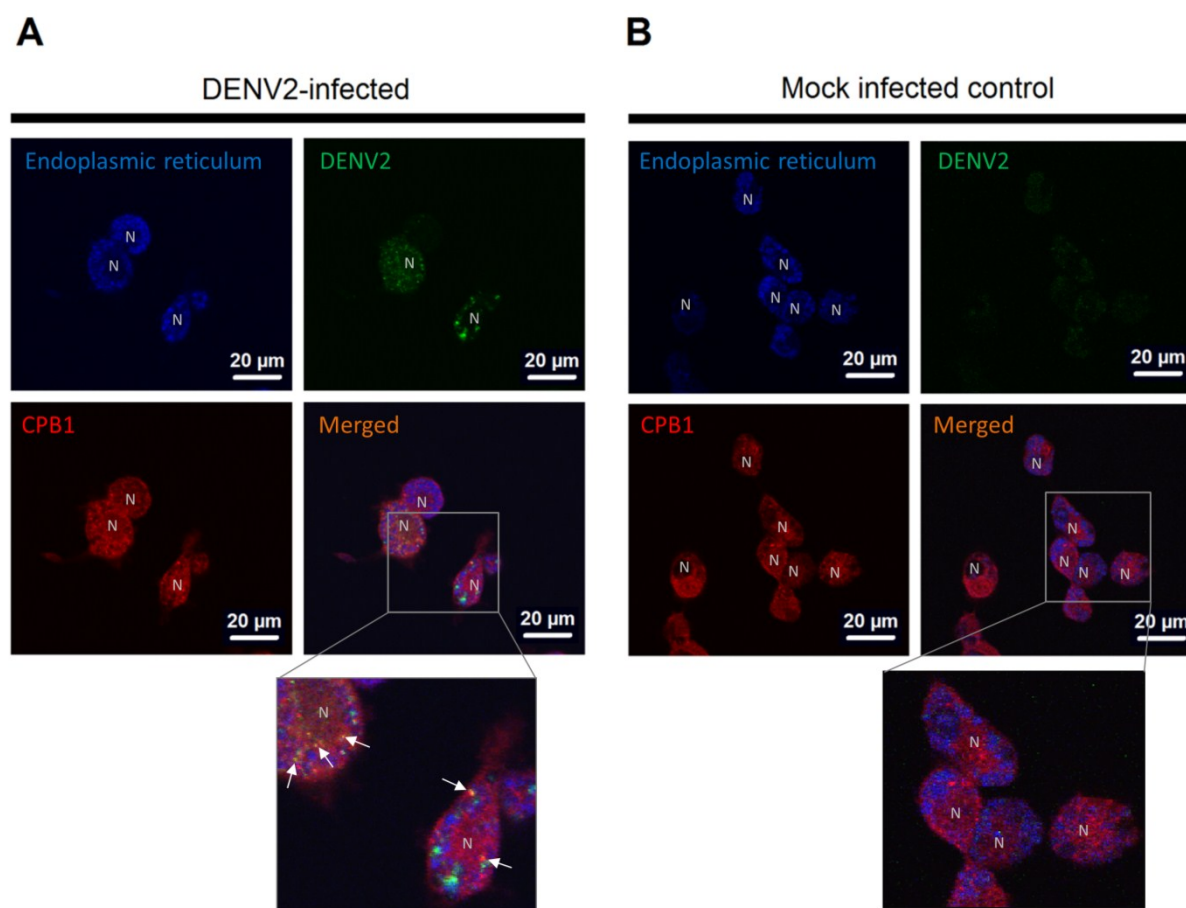 A
DENV2-infected
Endoplasmic reticulum
N
N
N
20 µm
DENV2
N
N
20 µm
CPB1
N
N
N
20 µm
Merged
N
N
N
20 µm
N
N
B
Mock infected control
Endoplasmic reticulum
N
N
N
N
N
N
20 µm
DENV2
20 µm
CPB1
N
N
N
N
N
N
20 µm
Merged
N
N
N
N
N
N
20 µm
N
N
N
N